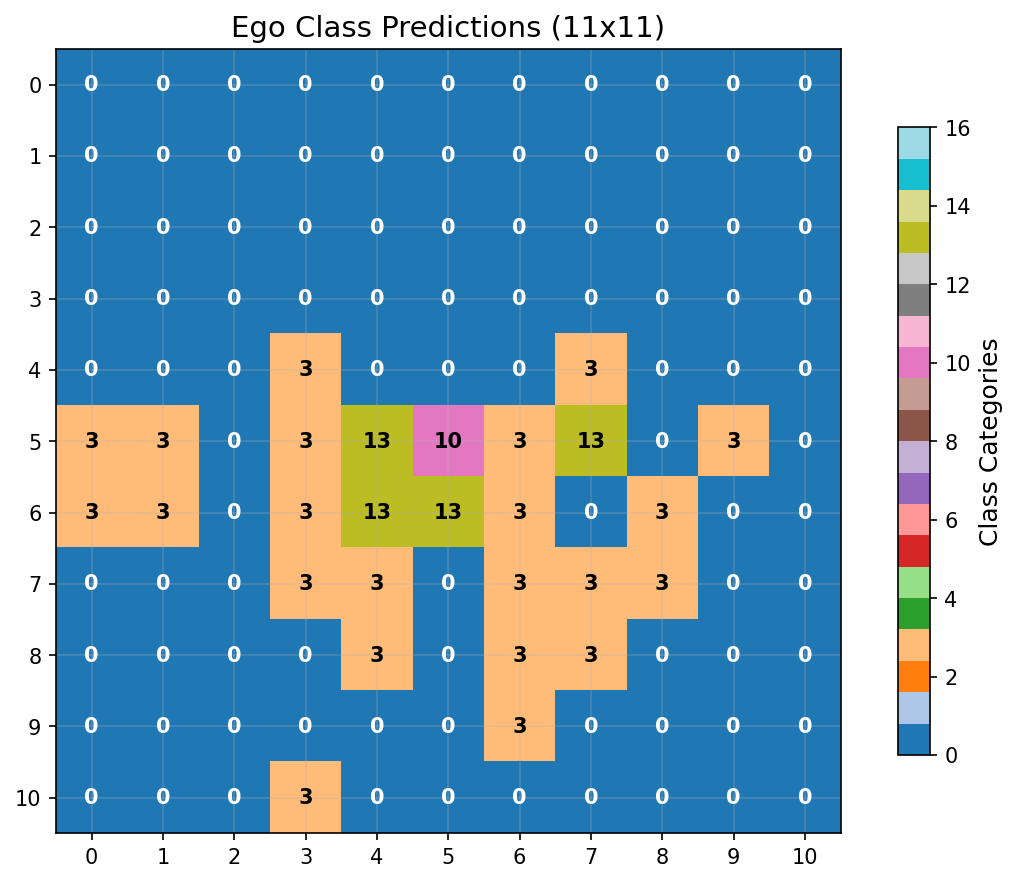 Ego Class Predictions (11x11)
0 0 0 0 0 0 0 0 0 0 0 0
1 0 0 0 0 0 0 0 0 0 0 0
2 0 0 0 0 0 0 0 0 0 0 0
3 0 0 0 0 0 0 0 0 0 0 0
4 0 0 0 3 0 0 0 3 0 0 0
5 3 3 0 3 13 10 3 13 0 3 0
6 3 3 0 3 13 13 3 0 3 0 0
7 0 0 0 3 3 0 3 3 3 0 0
8 0 0 0 0 3 0 3 3 0 0 0
9 0 0 0 0 0 0 3 0 0 0 0
10 0 0 0 3 0 0 0 0 0 0 0
0 1 2 3 4 5 6 7 8 9 10
16
14
12
10
8
6
4
2
0
Class Categories